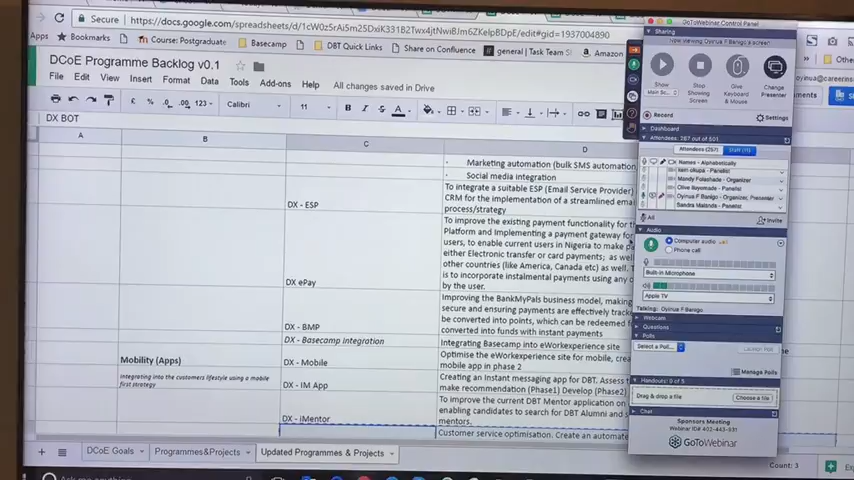 Secure
https://docs.google.com/spreadsheets/d/
/edit#gid=1937004890
Apps
Bookmarks
Course: Postgraduate
Basecamp
DBT Quick Links
Share on Confluence
general | Task Team
Amazon
DCoE Programme Backlog v0.1
File Edit View Insert Format Data Tools Add-ons Help All changes saved in Drive
£ % .0 .00 123 Calibri 11 B I S A
DX BOT
A B C D
Marketing automation (bulk SMS automation
Social media integration
DX - ESP
To integrate a suitable ESP (Email Service Provider)
CRM for the implementation of a streamlined
process/strategy
DX ePay
To improve the existing payment functionality for
Platform and Implementing a payment gateway for
users, to enable current users in Nigeria to make
either Electronic transfer or card payments; as
other countries (like America, Canada etc) as well.
is to incorporate instalmental payments using any
by the user.
DX - BMP
Improving the BankMyPals business model, making
secure and ensuring payments are effectively
be converted into points, which can be redeemed
converted into funds with instant payments
DX - Basecamp Integration
Integrating Basecamp into eWorkexperience site
Mobility (Apps)
Integrating into the customers lifestyle using a mobile
first strategy
DX - Mobile
Optimise the eWorkexperience site for mobile,
mobile app in phase 2
DX - IM App
Creating an Instant messaging app for DBT. Assess
make recommendation (Phase1) Develop (Phase2)
DX - iMentor
To improve the current DBT Mentor application
enabling candidates to search for DBT Alumni and
mentors.
Customer service optimisation. Create an
DCoE Goals
Programmes&Projects
Updated Programmes & Projects
Count: 3
GoToWebinar Control Panel
Sharing
Show
Main Sc...
Stop
Showing
Screen
Give
Keyboard
& Mouse
Change
Presenter
Record
Settings
Dashboard
Attendees: 267 out of 501
Attendees (257)
Staff (11)
Names - Alphabetically
Mandy Folashade - Organizer
- Panelist
Oyinus F Banigo - Organizer, Presenter
Sandra - Panelist
All
Invite
Audio
Computer audio
Phone call
Built-in Microphone
Apple TV
Talking:
Webcam
Questions
Polls
Select a Poll...
Launch Poll
Manage Polls
Handouts: 0 of 5
Drag & drop a file
Choose a file
Chat
Sponsors Meeting
Webinar ID# 402-443-931
GoToWebinar